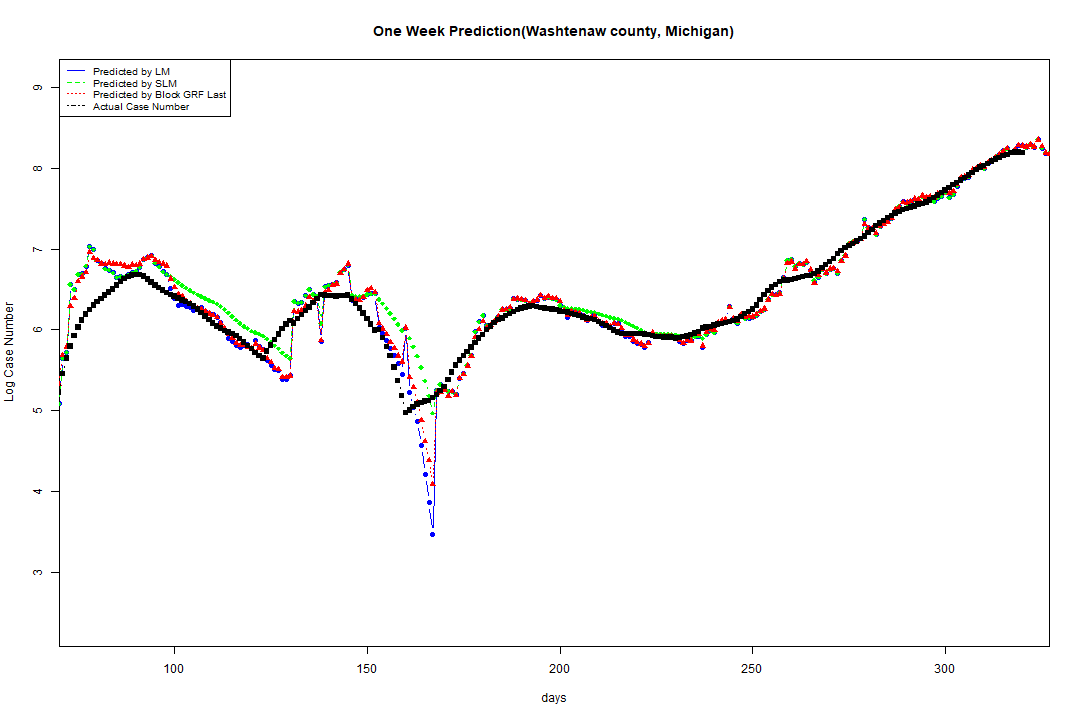 One Week Prediction(Washtenaw county, Michigan)
Predicted by LM
Predicted by SLM
Predicted by Block GRF Last
Actual Case Number
9
8
7
6
5
4
3
Log Case Number
100 150 200 250 300
days